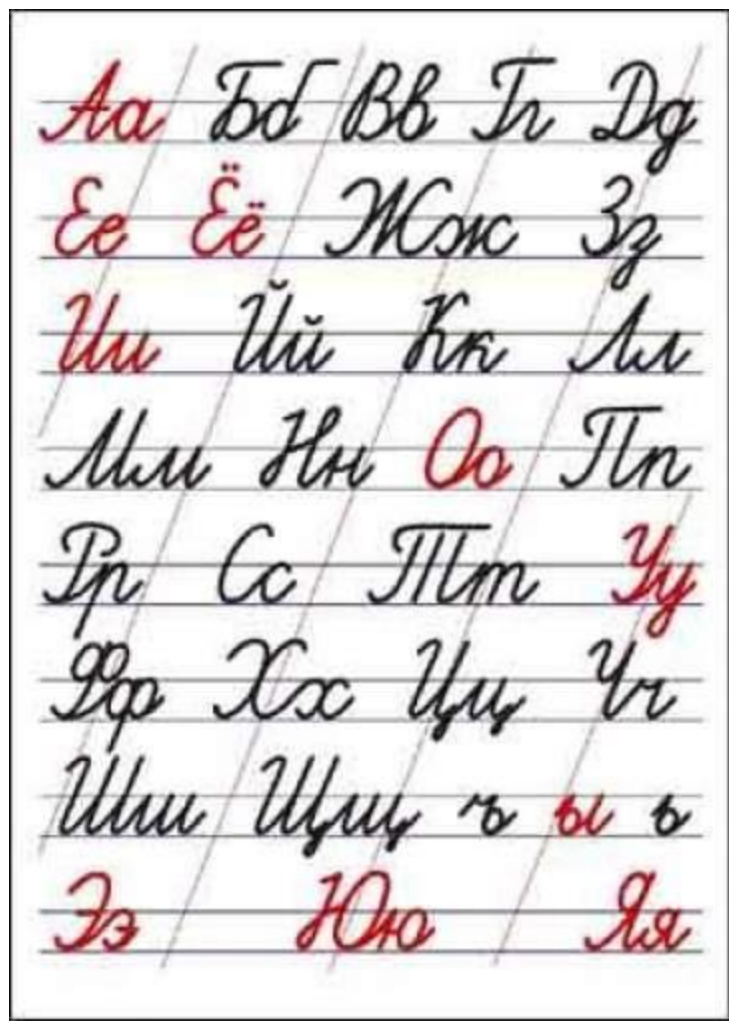 Аа Бб Вв Гг Дд
Ее Ёё Жж Зз
Ии Йй Кк Лл
Мм Нн Оо Пп
Рр Сс Тт Уу
Фф Хх Цц Чч
Шш Щщ ъ ы ь
Ээ Юю Яя